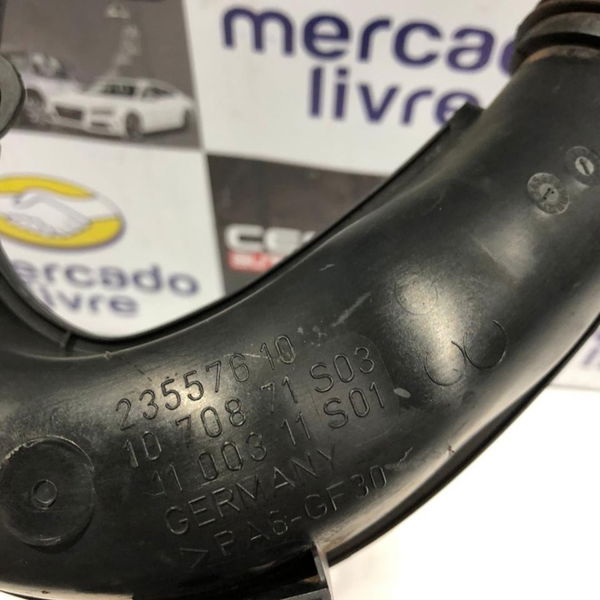 mercado
livre
mercado
livre
235576 10
10 708 71 S03
11 003 11 S01
GERMANY
>PA6-GF30